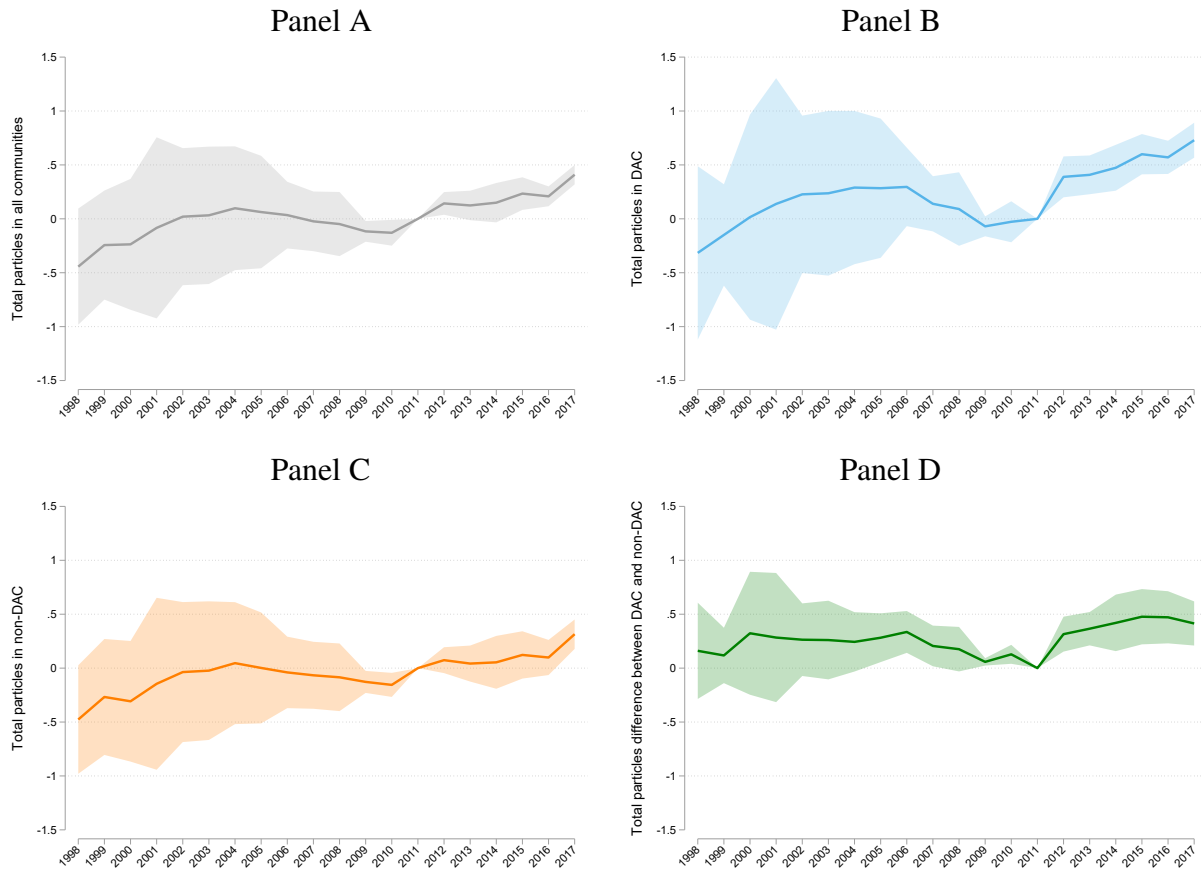 Panel A
Total particles in all communities
1.5
1
.5
0
-.5
-1
-1.5
1998 1999 2000 2001 2002 2003 2004 2005 2006 2007 2008 2009 2010 2011 2012 2013 2014 2015 2016 2017
Panel B
Total particles in DAC
1.5
1
.5
0
-.5
-1
-1.5
1998 1999 2000 2001 2002 2003 2004 2005 2006 2007 2008 2009 2010 2011 2012 2013 2014 2015 2016 2017
Panel C
Total particles in non-DAC
1.5
1
.5
0
-.5
-1
-1.5
1998 1999 2000 2001 2002 2003 2004 2005 2006 2007 2008 2009 2010 2011 2012 2013 2014 2015 2016 2017
Panel D
Total particles difference between DAC and non-DAC
1.5
1
.5
0
-.5
-1
-1.5
1998 1999 2000 2001 2002 2003 2004 2005 2006 2007 2008 2009 2010 2011 2012 2013 2014 2015 2016 2017